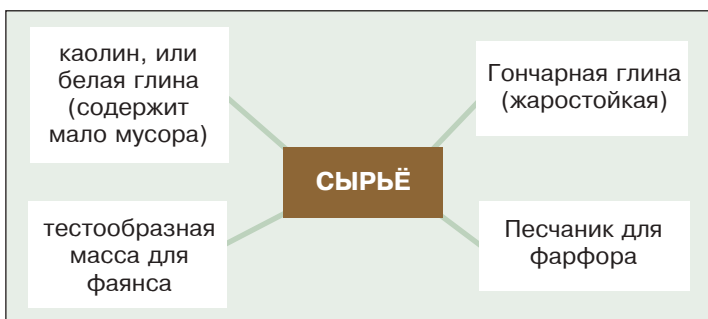 каолин, или
белая глина
(содержит
мало мусора)
Гончарная глина
(жаростойкая)
СЫРЬЁ
тестообразная
масса для
фаянса
Песчаник для
фарфора